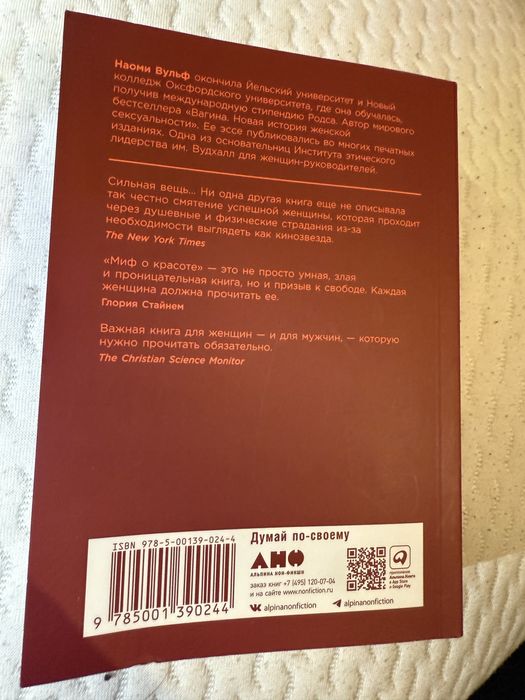 Наоми Вульф окончила Йельский университет и Новый
колледж Оксфордского университета, где она обучалась,
получив международную стипендию Родса. Автор мирового
бестселлера «Вагина. Новая история женской
сексуальности». Ее эссе публиковались во многих печатных
изданиях. Одна из основательниц Института этического
лидерства им. Вудхалл для женщин-руководителей.
Сильная вещь... Ни одна другая книга еще не описывала
так честно смятение успешной женщины, которая проходит
через душевные и физические страдания из-за
необходимости выглядеть как кинозвезда.
The New York Times
«Миф о красоте» — это не просто умная, злая
и проницательная книга, но и призыв к свободе. Каждая
женщина должна прочитать ее.
Глория Стайнем
Важная книга для женщин — и для мужчин, — которую
нужно прочитать обязательно.
The Christian Science Monitor
ISBN 978-5-00139-024-4
9 785001 390244
Думай по-своему
АНФ
АЛЬПИНА НОН-ФИКШН
заказ книг +7 (495) 120-07-04
и на сайте www.nonfiction.ru
alpinanonfiction
alpinanonfiction
приложение
Альпина.Книги
в App Store
и Google Play